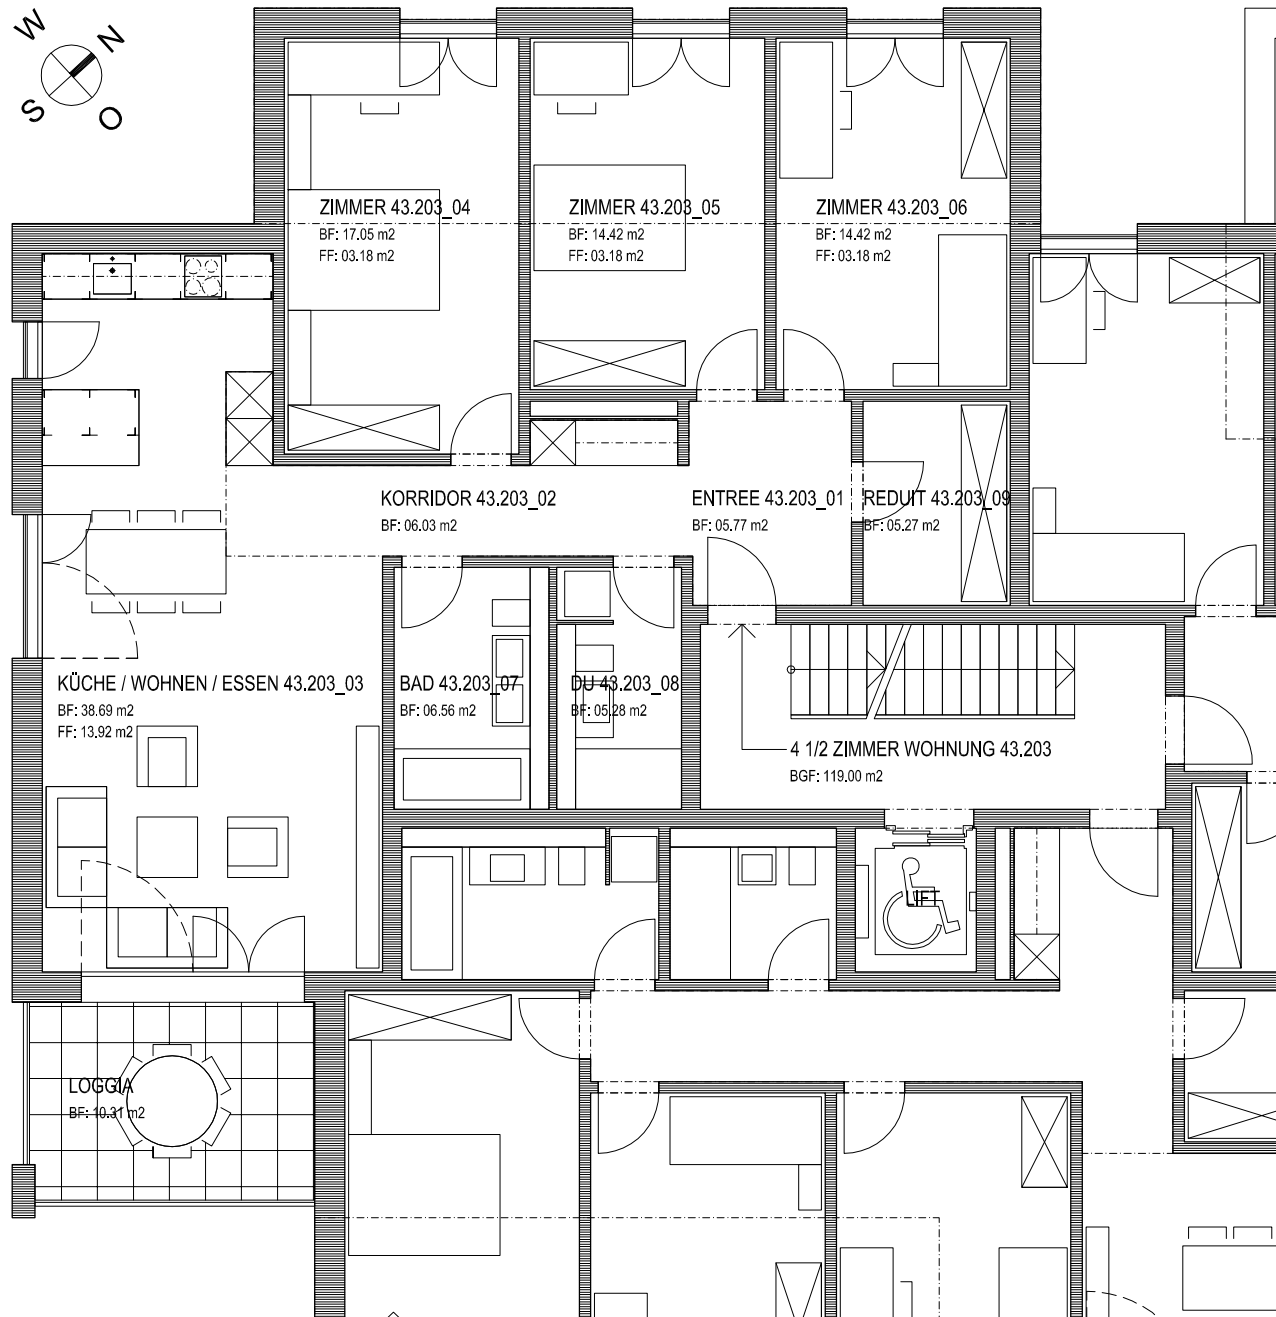 W
N
S
O
ZIMMER 43.203_04
BF: 17.05 m2
FF: 03.18 m2
ZIMMER 43.203_05
BF: 14.42 m2
FF: 03.18 m2
ZIMMER 43.203_06
BF: 14.42 m2
FF: 03.18 m2
KORRIDOR 43.203_02
BF: 06.03 m2
ENTREE 43.203_01
BF: 05.77 m2
REDUIT 43.203_09
BF: 05.27 m2
KÜCHE / WOHNEN / ESSEN 43.203_03
BF: 38.69 m2
FF: 13.92 m2
BAD 43.203_07
BF: 06.56 m2
DU 43.203_08
BF: 05.28 m2
4 1/2 ZIMMER WOHNUNG 43.203
BGF: 119.00 m2
LIFT
LOGGIA
BF: 10.31 m2